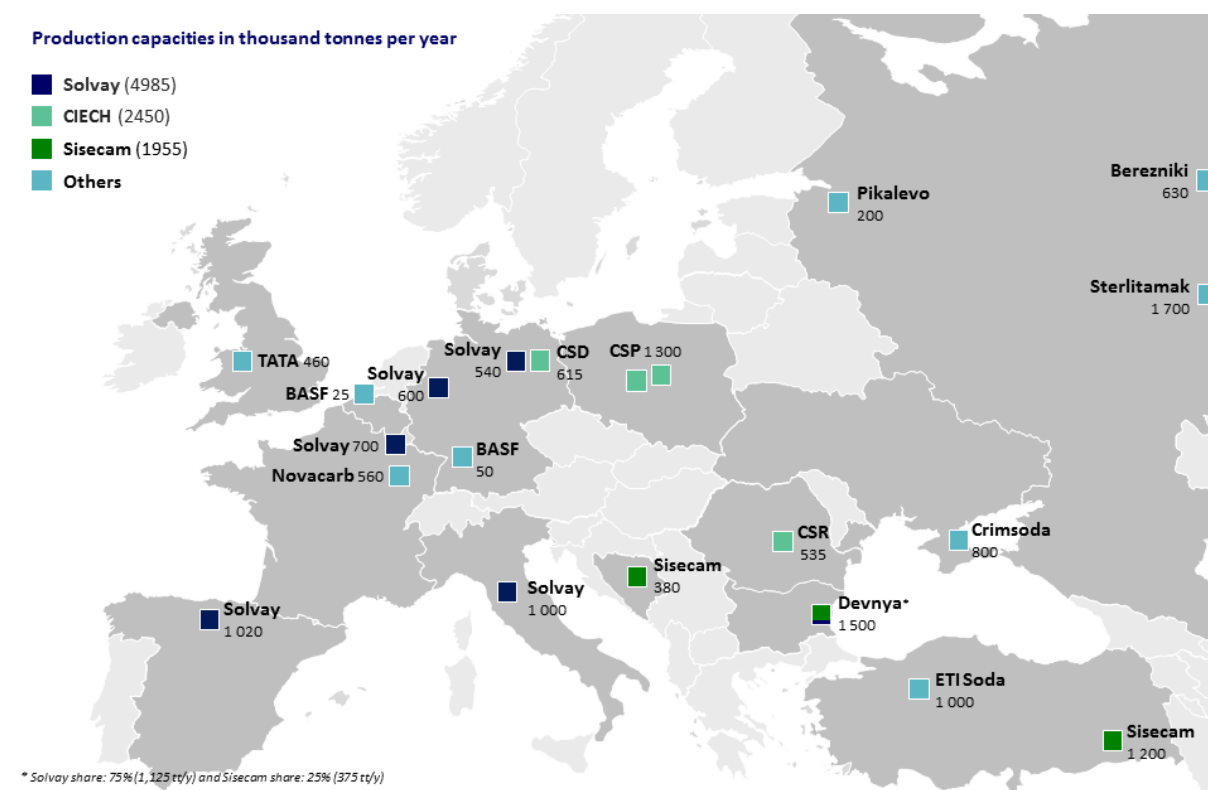 Production capacities in thousand tonnes per year
Solvay (4985)
CIECH (2450)
Sisecam (1955)
Others
Berezniki
630
Pikalevo
200
Sterlitamak
1 700
TATA 460
BASF 25
Solvay
600
Solvay
540
CSD
615
CSP 1 300
Solvay 700
Novacarb 560
BASF
50
CSR
535
Crimsoda
800
Sisecam
380
Solvay
1 000
Solvay
1 020
Devnya*
1 500
ETI Soda
1 000
Sisecam
1,200
* Solvay share: 75% (1,125 tt/y) and Sisecam share: 25% (375 tt/y)